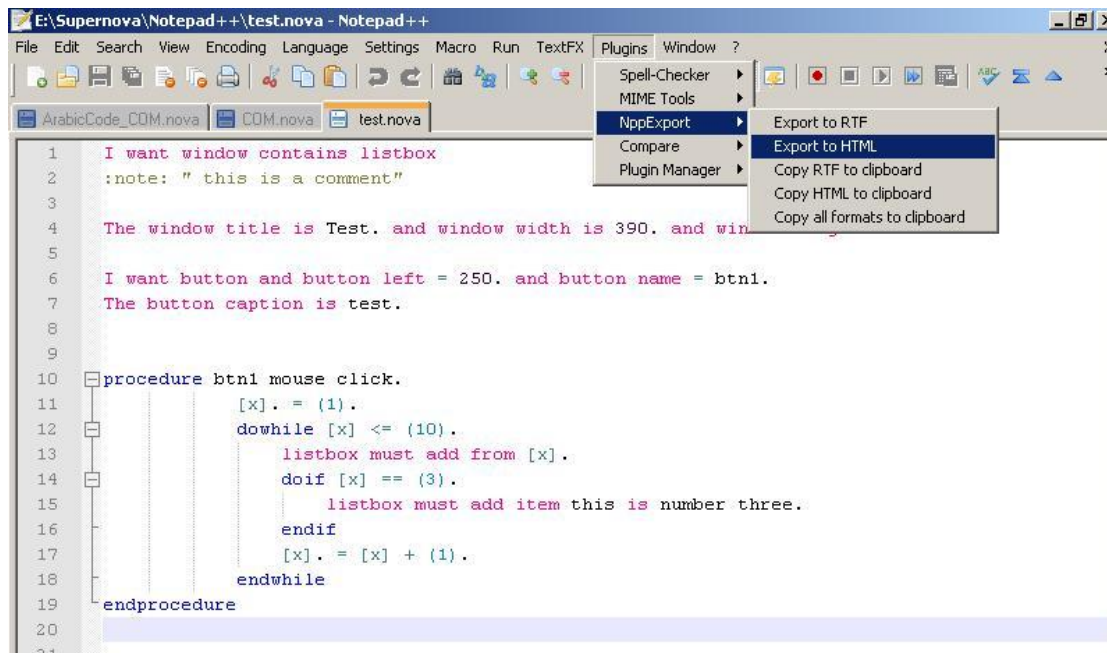 E:\Supernova\Notepad++\test.nova - Notepad++
File Edit Search View Encoding Language Settings Macro Run TextFX Plugins Window ?
ABC
ArabicCode_COM.nova COM.nova test.nova
Spell-Checker
MIME Tools
NppExport
Compare
Plugin Manager
Export to RTF
Export to HTML
Copy RTF to clipboard
Copy HTML to clipboard
Copy all formats to clipboard
1 I want window contains listbox
2 :note: " this is a comment"
3
4 The window title is Test. and window width is 390. and win
5
6 I want button and button left = 250. and button name = btn1.
7 The button caption is test.
8
9
10 procedure btn1 mouse click.
11 [x]. = (1).
12 dowhile [x] <= (10).
13 listbox must add from [x].
14 doif [x] == (3).
15 listbox must add item this is number three.
16 endif
17 [x]. = [x] + (1).
18 endwhile
19 endprocedure
20